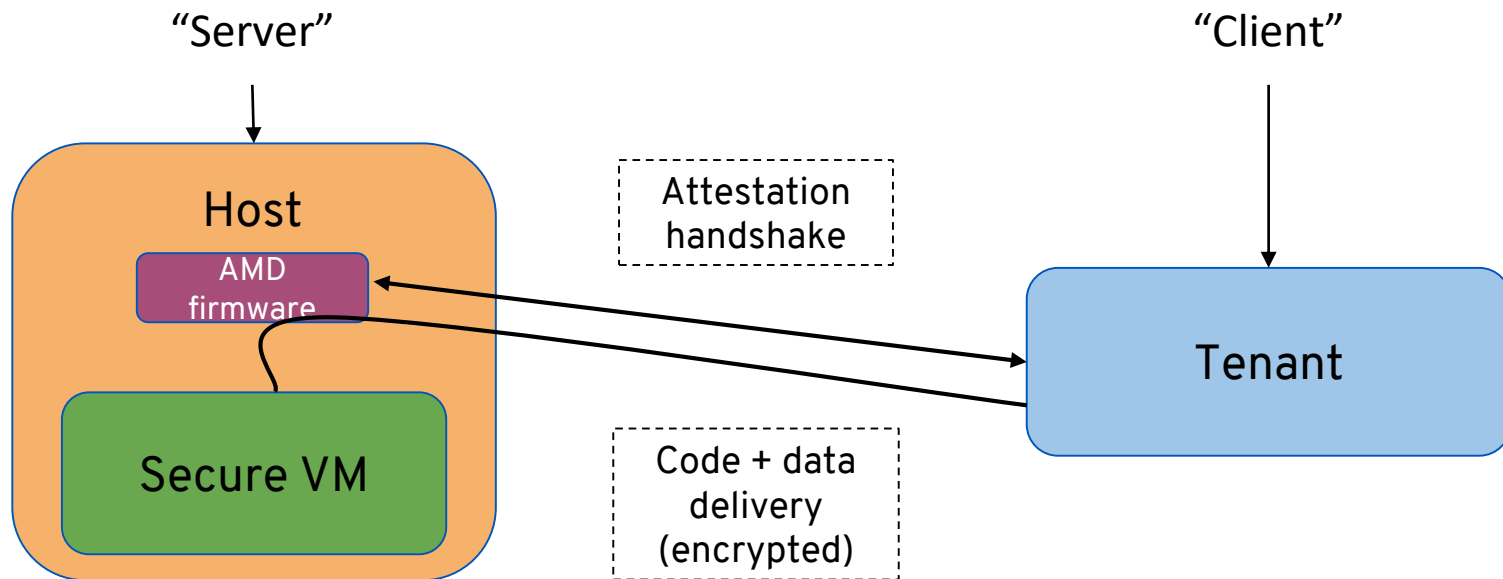 “Server”
“Client”
Host
AMD
firmware
Secure VM
Attestation
handshake
Code + data
delivery
(encrypted)
Tenant